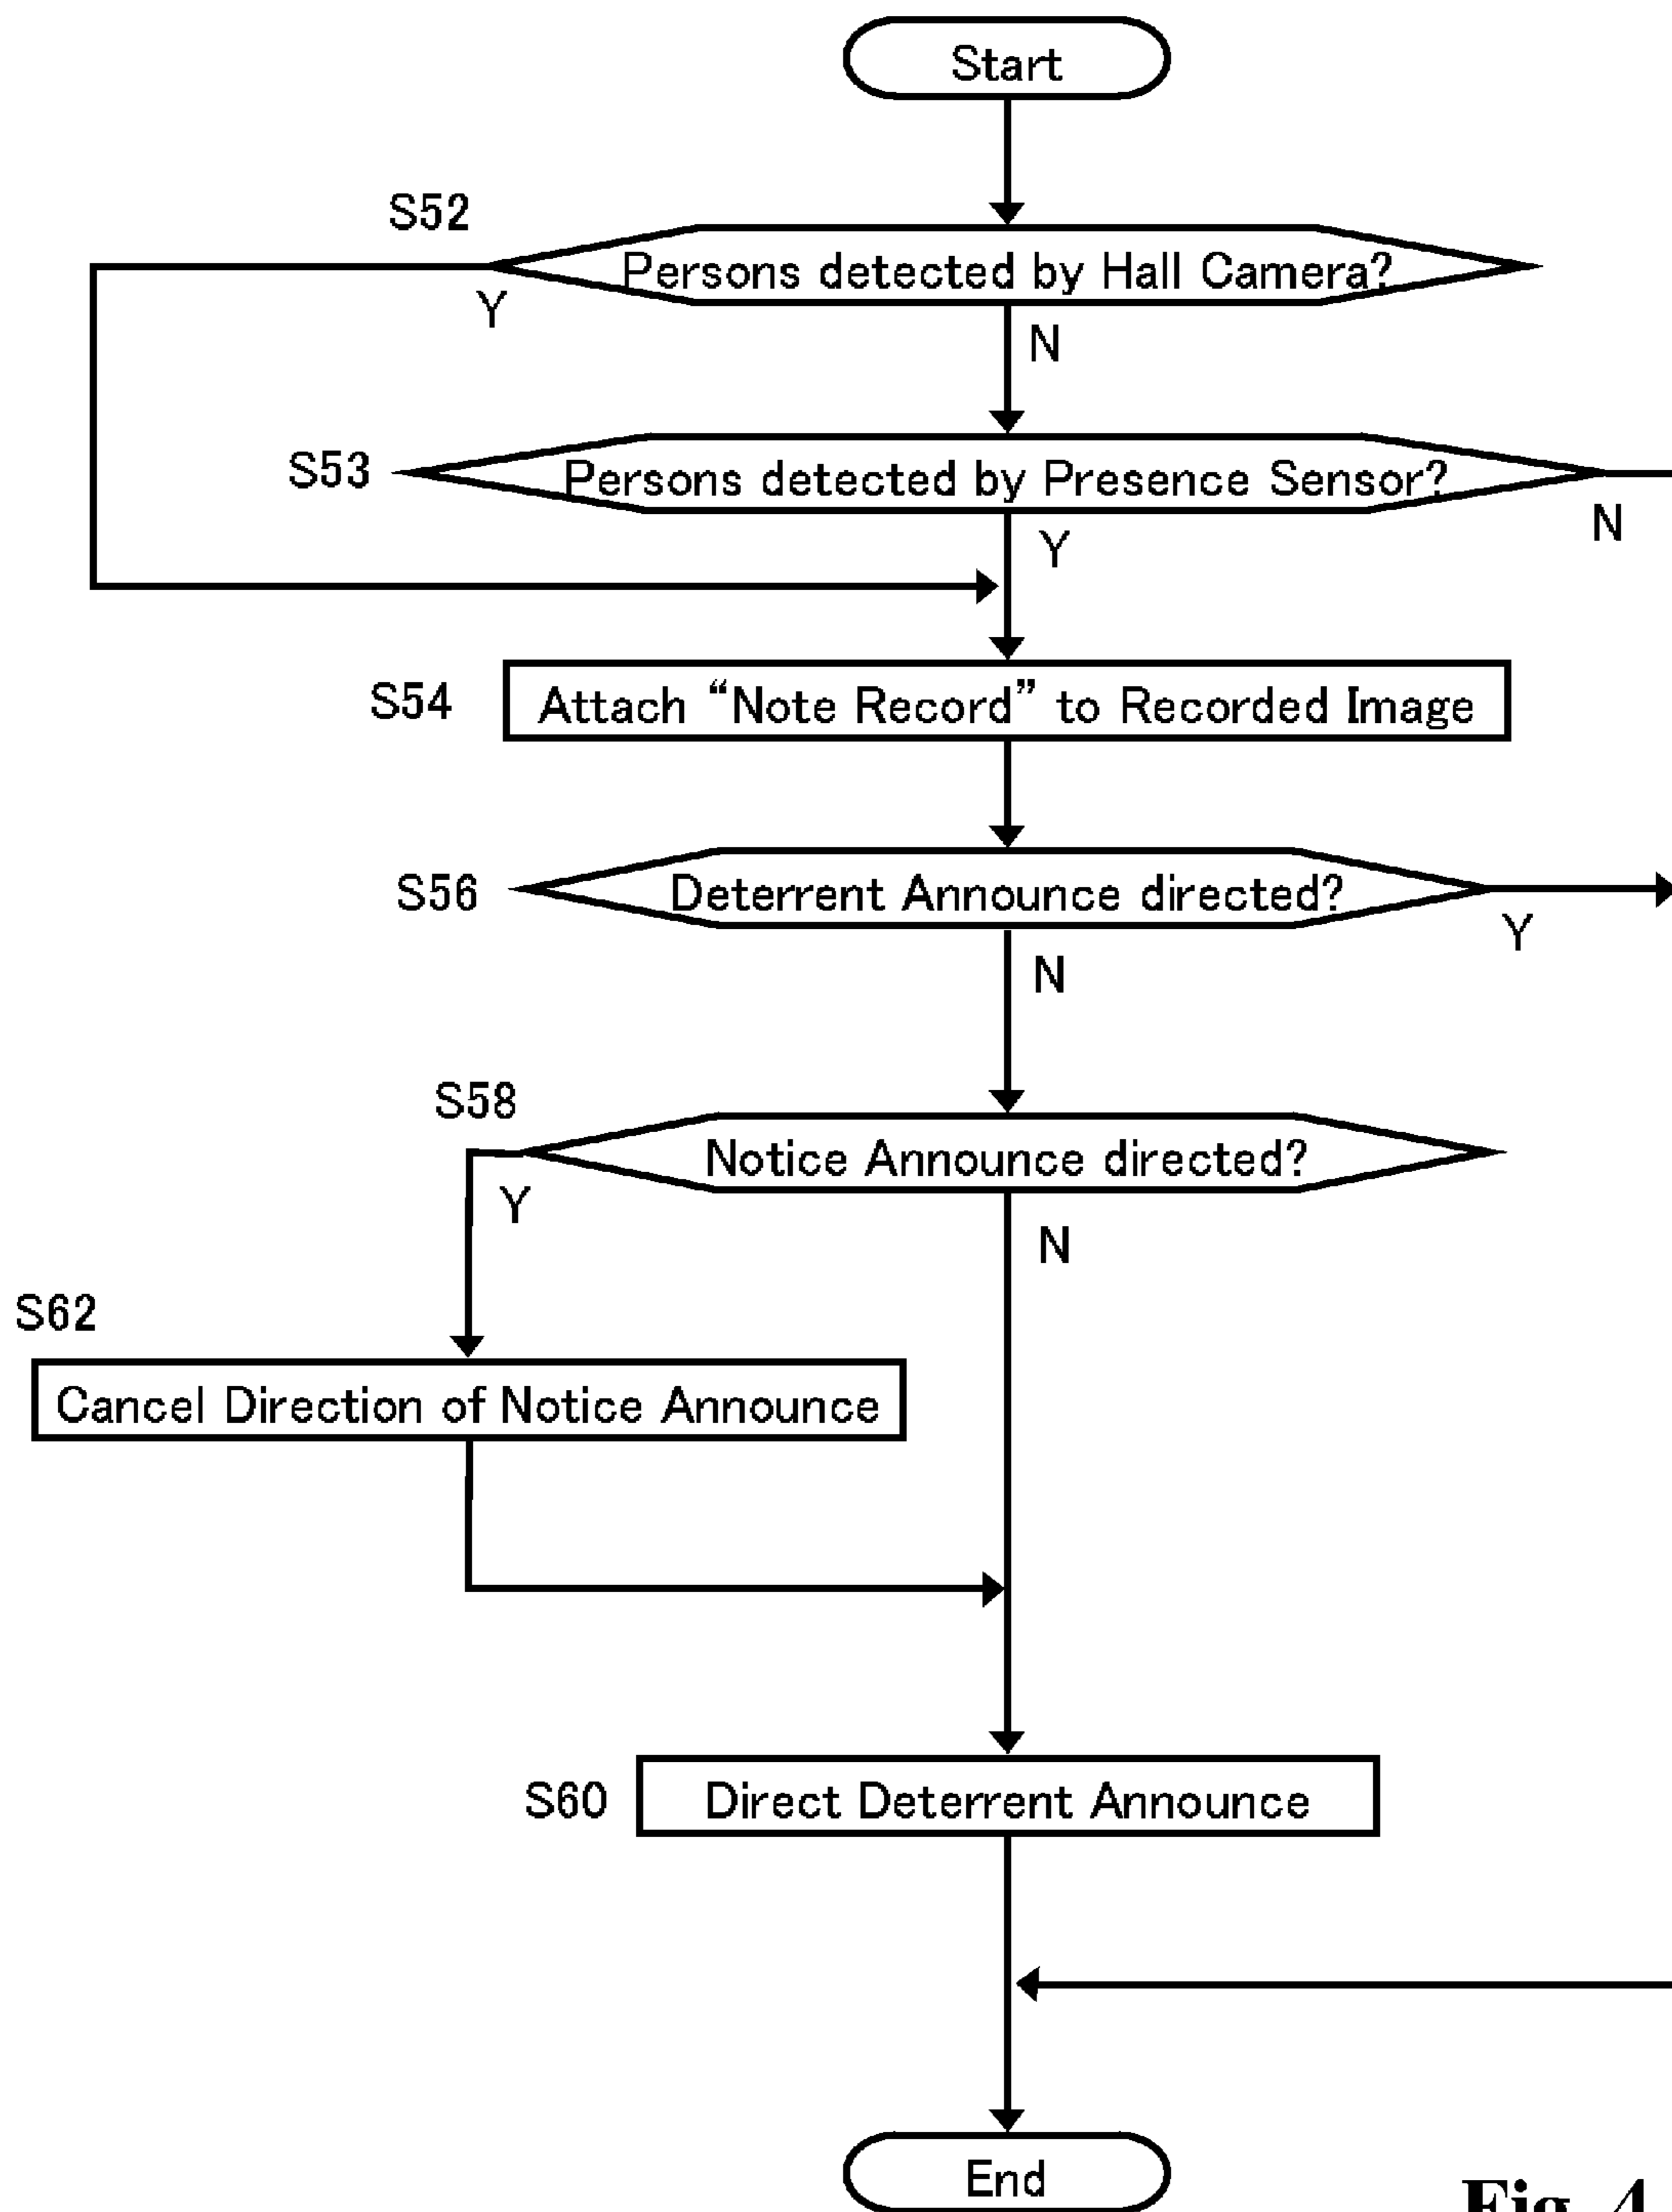 Start
S52
Persons detected by Hall Camera?
Y
N
S53
Persons detected by Presence Sensor?
N
Y
S54
Attach “Note Record” to Recorded Image
S56
Deterrent Announce directed?
Y
N
S58
Notice Announce directed?
Y
N
S62
Cancel Direction of Notice Announce
S60
Direct Deterrent Announce
End
Fig. 4